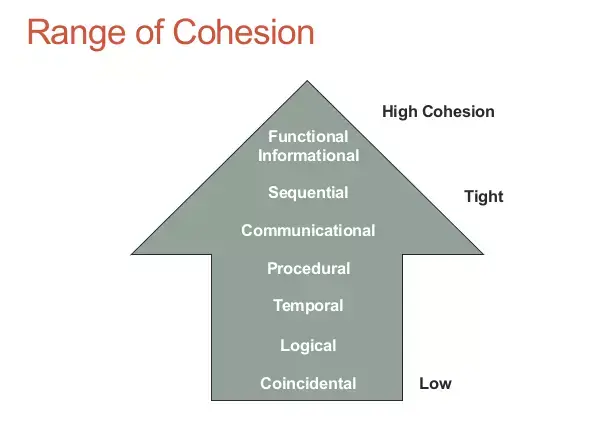 Range of Cohesion
High Cohesion
Functional
Informational
Sequential
Tight
Communicational
Procedural
Temporal
Logical
Coincidental
Low